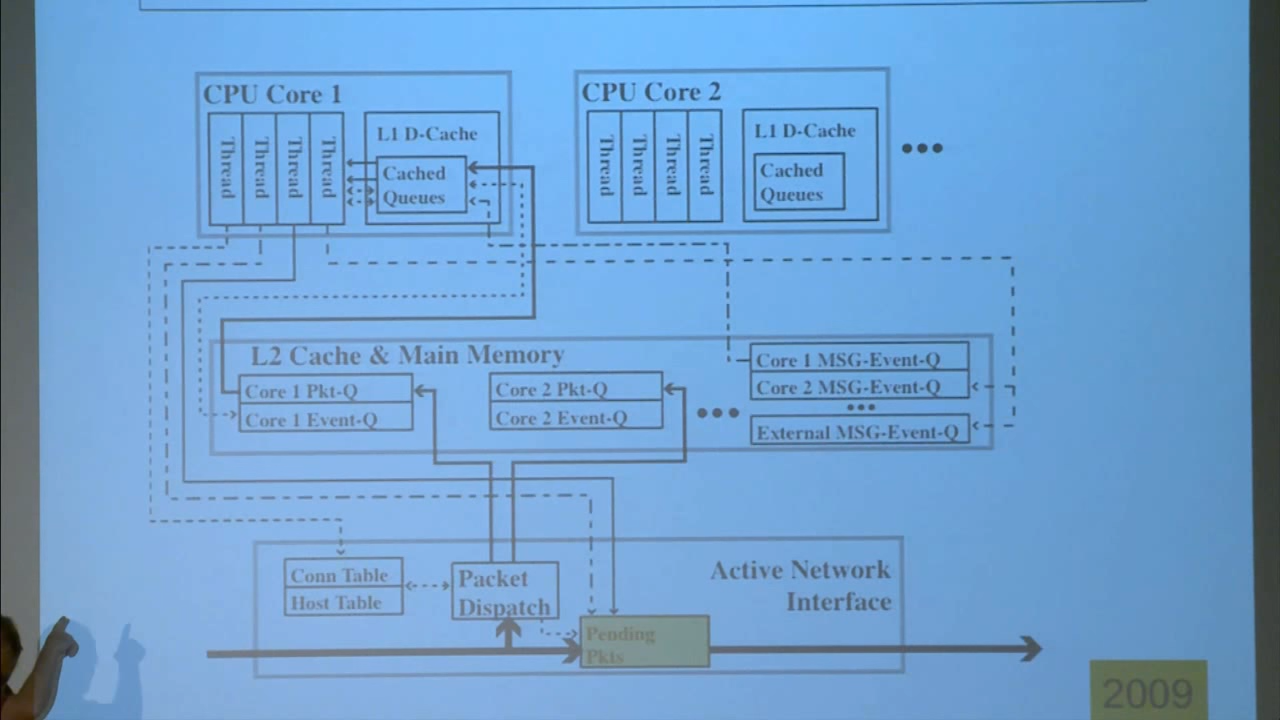 CPU Core 1
Thread
Thread
Thread
Thread
L1 D-Cache
Cached
Queues
CPU Core 2
Thread
Thread
Thread
Thread
L1 D-Cache
Cached
Queues
L2 Cache & Main Memory
Core 1 Pkt-Q
Core 1 Event-Q
Core 2 Pkt-Q
Core 2 Event-Q
Core 1 MSG-Event-Q
Core 2 MSG-Event-Q
External MSG-Event-Q
Conn Table
Host Table
Packet
Dispatch
Active Network
Interface
Pending
Pkts
2009